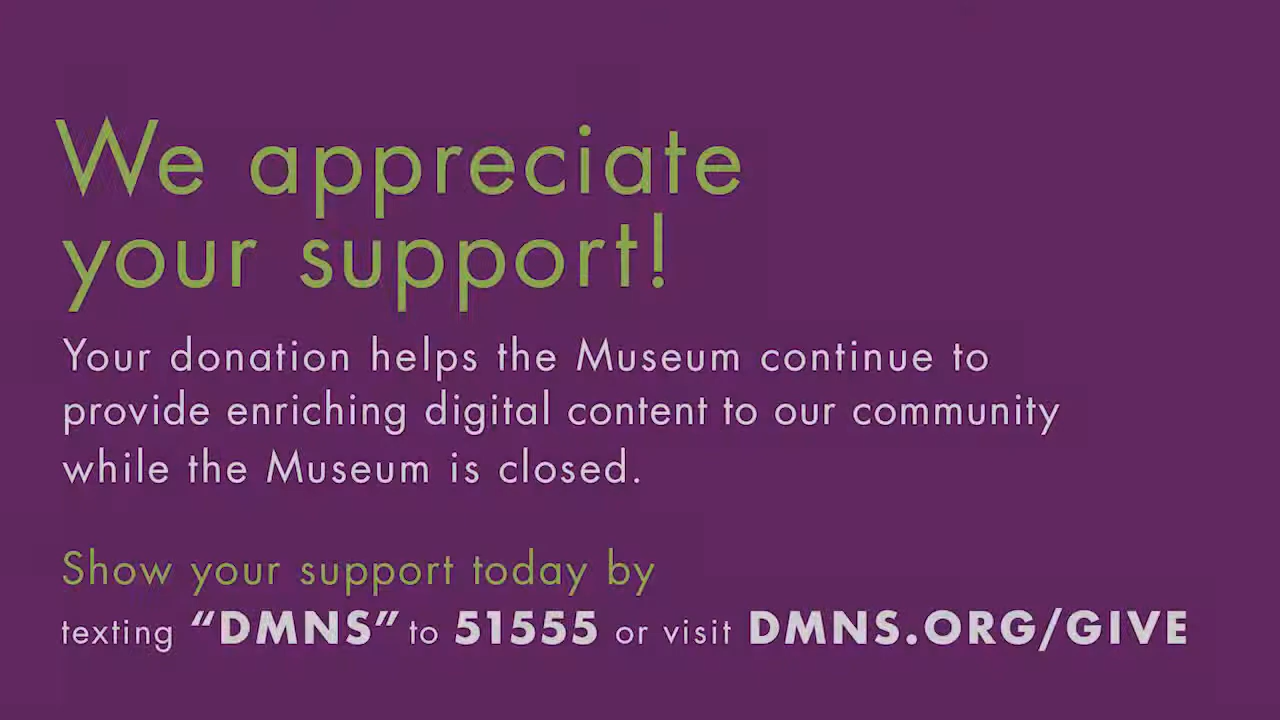 We appreciate
your support!
Your donation helps the Museum continue to
provide enriching digital content to our community
while the Museum is closed.
Show your support today by
texting “DMNS” to 51555 or visit DMNS.ORG/GIVE